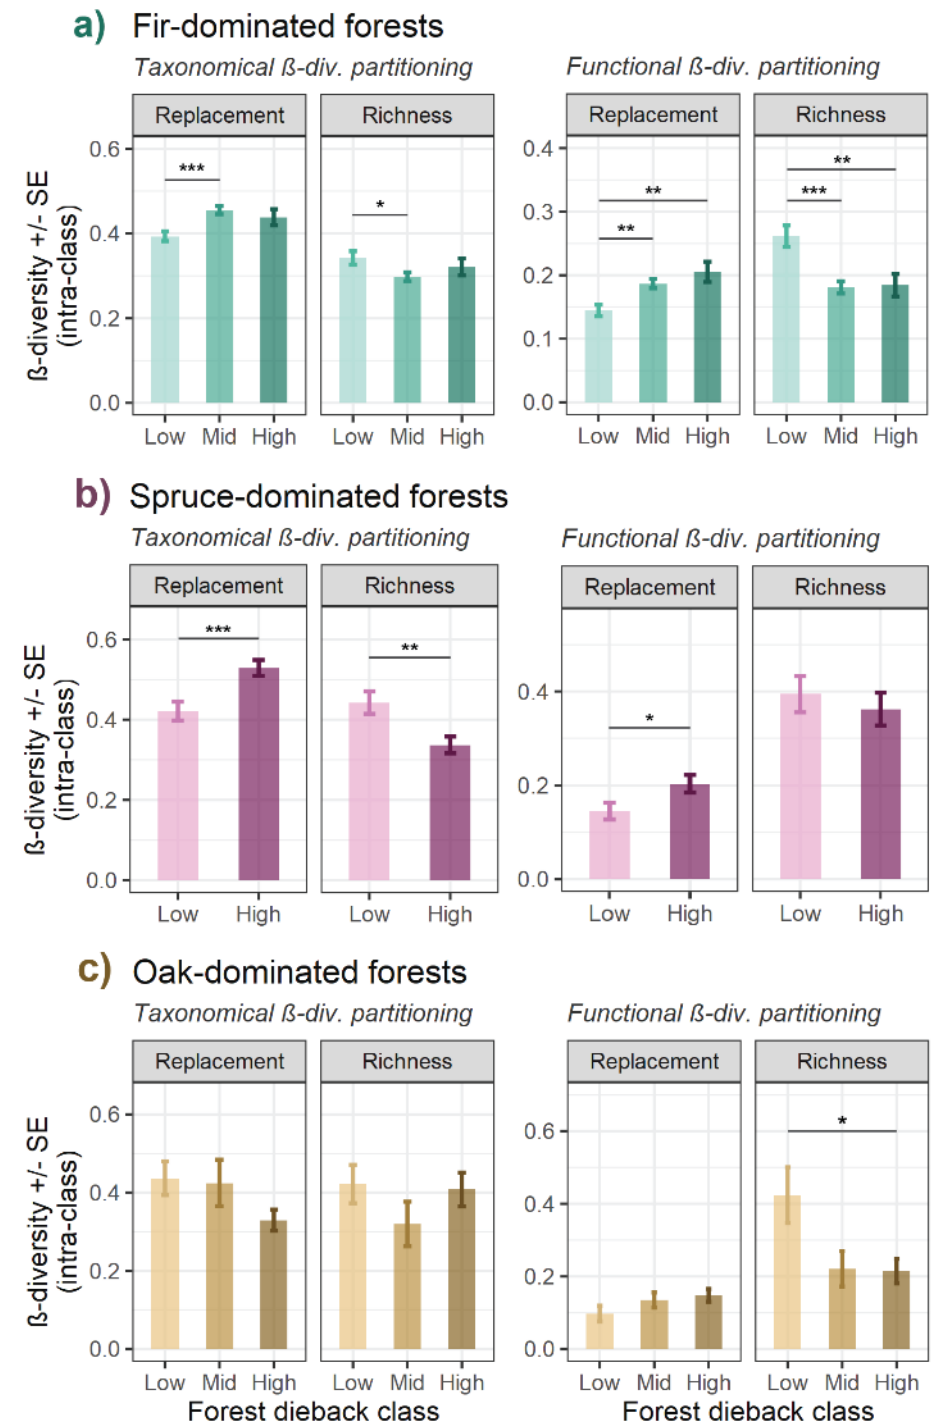 a) Fir-dominated forests
Taxonomical ß-div. partitioning
Functional ß-div. partitioning
Replacement
Richness
Replacement
Richness
ß-diversity +/- SE
(intra-class)
0.6
0.4
0.2
0.0
***
*
0.4
0.3
0.2
0.1
0.0
**
**
**
***
Low Mid High
Low Mid High
Low Mid High
Low Mid High
b) Spruce-dominated forests
Taxonomical ß-div. partitioning
Functional ß-div. partitioning
Replacement
Richness
Replacement
Richness
ß-diversity +/- SE
(intra-class)
0.6
0.4
0.2
0.0
***
**
0.4
0.2
0.0
*
Low High
Low High
Low High
Low High
c) Oak-dominated forests
Taxonomical ß-div. partitioning
Functional ß-div. partitioning
Replacement
Richness
Replacement
Richness
ß-diversity +/- SE
(intra-class)
0.6
0.4
0.2
0.0
0.6
0.4
0.2
0.0
*
Low Mid High
Low Mid High
Low Mid High
Low Mid High
Forest dieback class
Forest dieback class